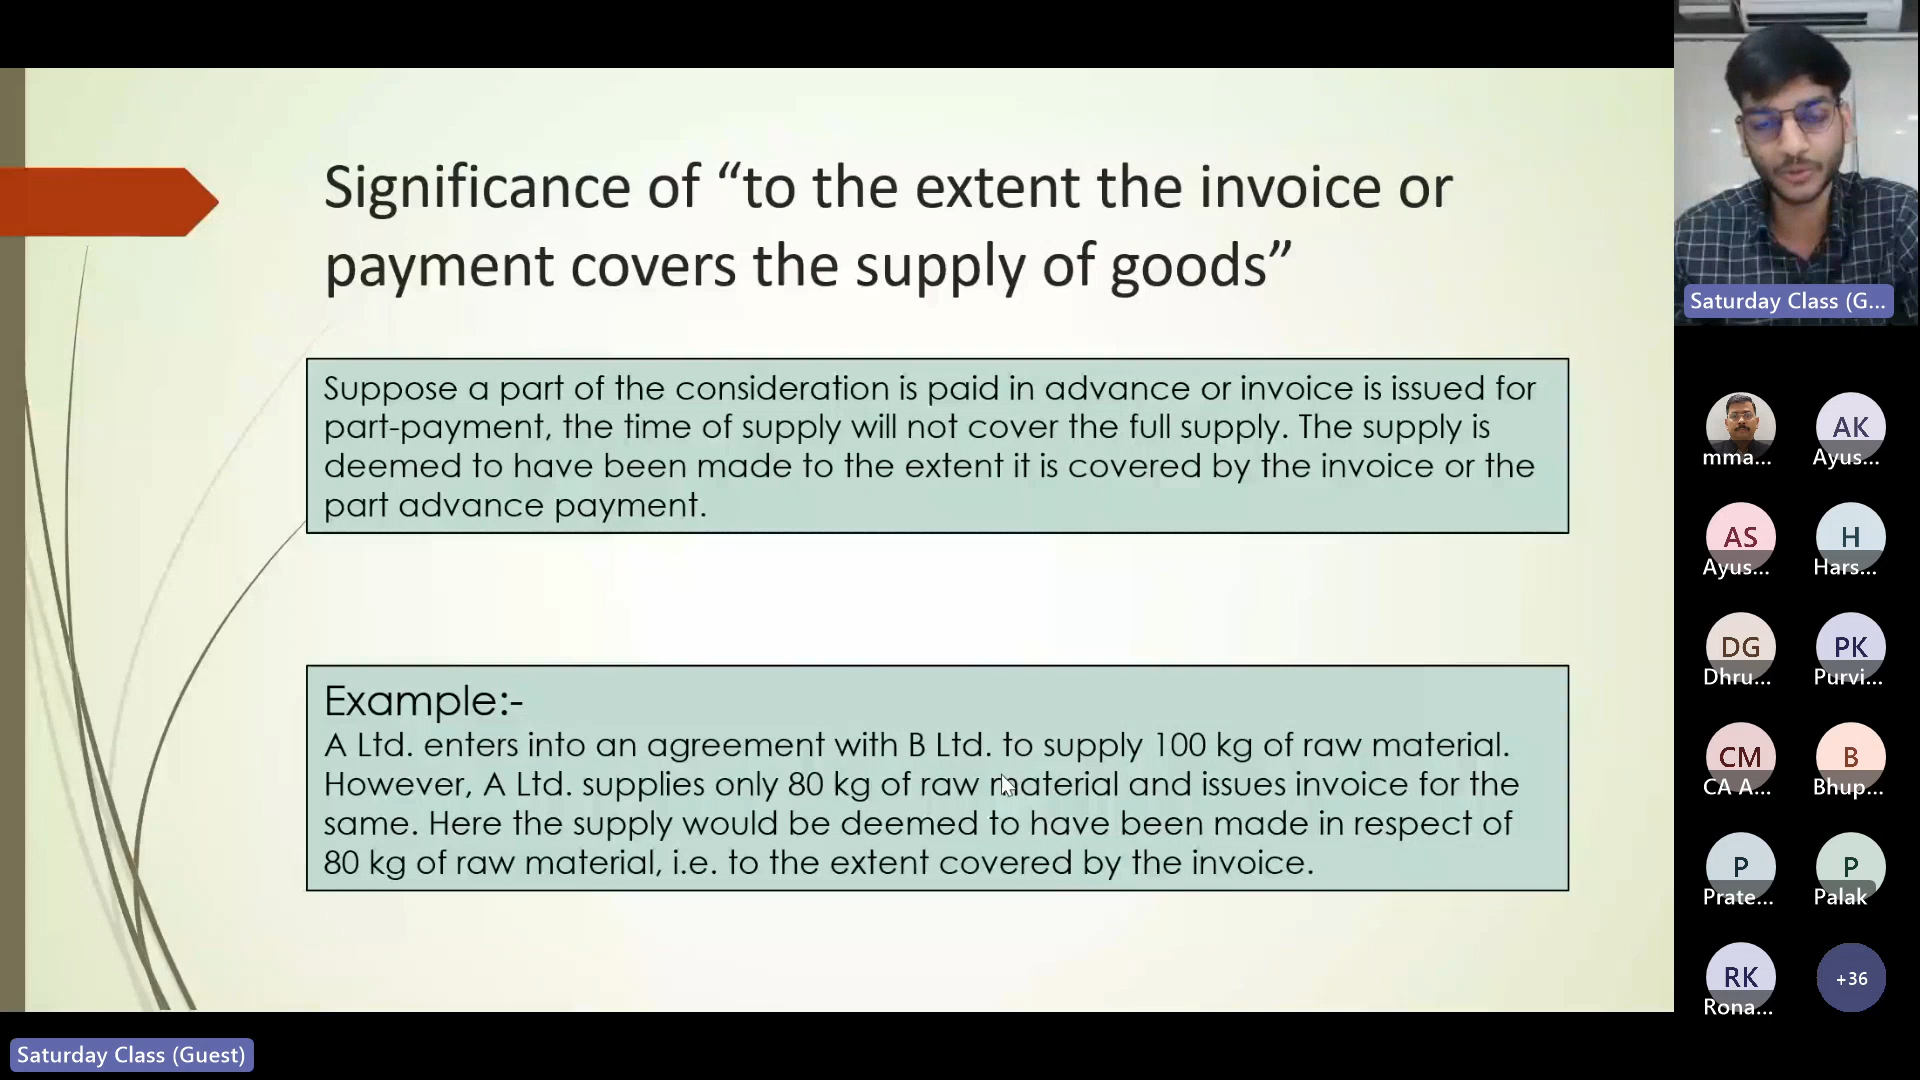 Significance of “to the extent the invoice or
payment covers the supply of goods”
Suppose a part of the consideration is paid in advance or invoice is issued for
part-payment, the time of supply will not cover the full supply. The supply is
deemed to have been made to the extent it is covered by the invoice or the
part advance payment.
Example:-
A Ltd. enters into an agreement with B Ltd. to supply 100 kg of raw material.
However, A Ltd. supplies only 80 kg of raw material and issues invoice for the
same. Here the supply would be deemed to have been made in respect of
80 kg of raw material, i.e. to the extent covered by the invoice.
Saturday Class (Guest)
Saturday Class (G...
mma...
AK
Ayus...
AS
Ayus...
H
Hars...
DG
Dhru...
PK
Purvi...
CM
CA A...
B
Bhup...
P
Prate...
P
Palak
RK
Rona...
+36